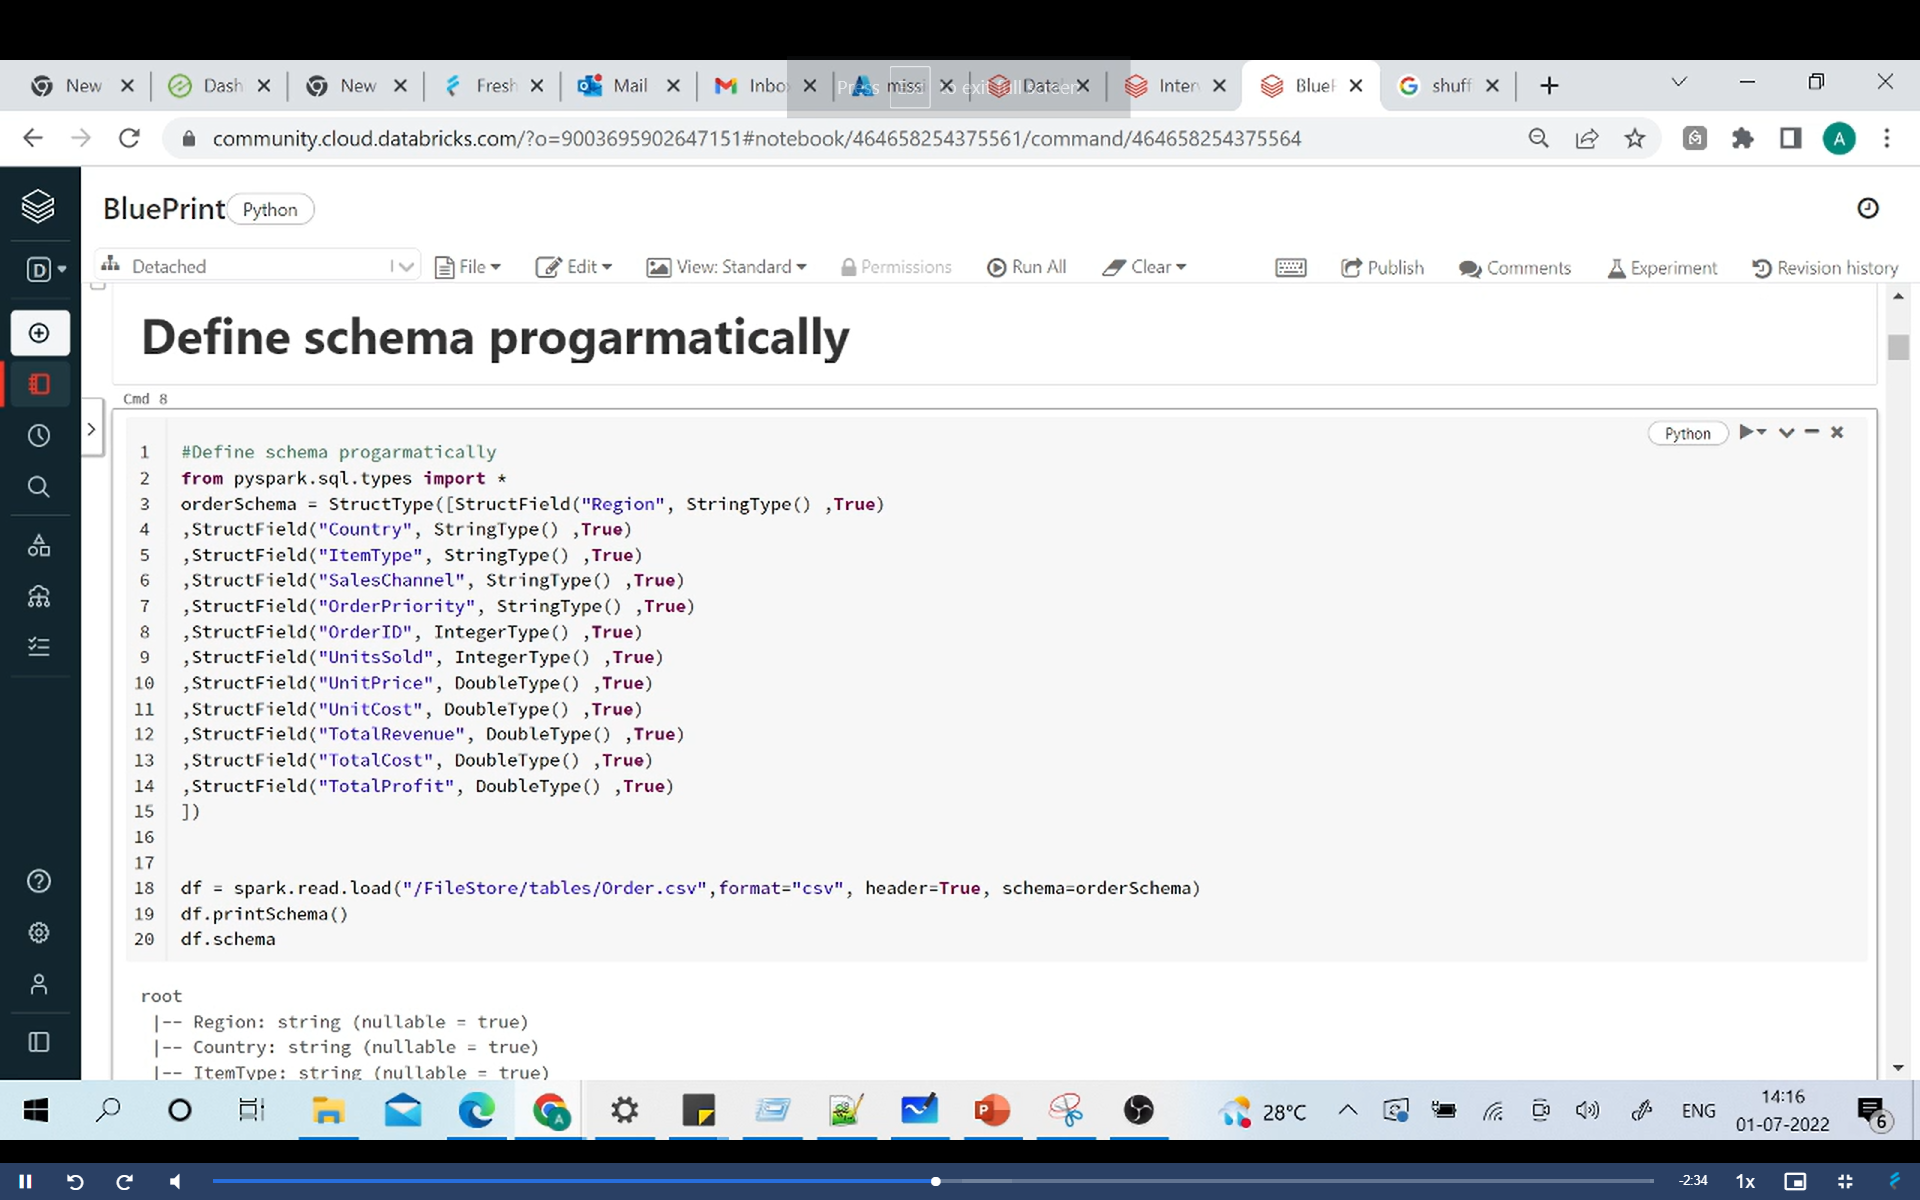 New Dash New Fresh Mail Inbo missi Data Inter BlueP shuff
community.cloud.databricks.com/?o=9003695902647151#notebook/464658254375561/command/464658254375564
A
BluePrint Python
D Detached File Edit View: Standard Permissions Run All Clear Publish Comments Experiment Revision history
Define schema progarmatically
Cmd 8
Python
1 #Define schema progarmatically
2 from pyspark.sql.types import *
3 orderSchema = StructType([StructField("Region", StringType() ,True)
4 ,StructField("Country", StringType() ,True)
5 ,StructField("ItemType", StringType() ,True)
6 ,StructField("SalesChannel", StringType() ,True)
7 ,StructField("OrderPriority", StringType() ,True)
8 ,StructField("OrderID", IntegerType() ,True)
9 ,StructField("UnitsSold", IntegerType() ,True)
10 ,StructField("UnitPrice", DoubleType() ,True)
11 ,StructField("UnitCost", DoubleType() ,True)
12 ,StructField("TotalRevenue", DoubleType() ,True)
13 ,StructField("TotalCost", DoubleType() ,True)
14 ,StructField("TotalProfit", DoubleType() ,True)
15 ])
16
17
18 df = spark.read.load("/FileStore/tables/Order.csv",format="csv", header=True, schema=orderSchema)
19 df.printSchema()
20 df.schema
root
|-- Region: string (nullable = true)
|-- Country: string (nullable = true)
|-- ItemType: string (nullable = true)
28°C ENG 14:16
01-07-2022 6
-2:34 1x